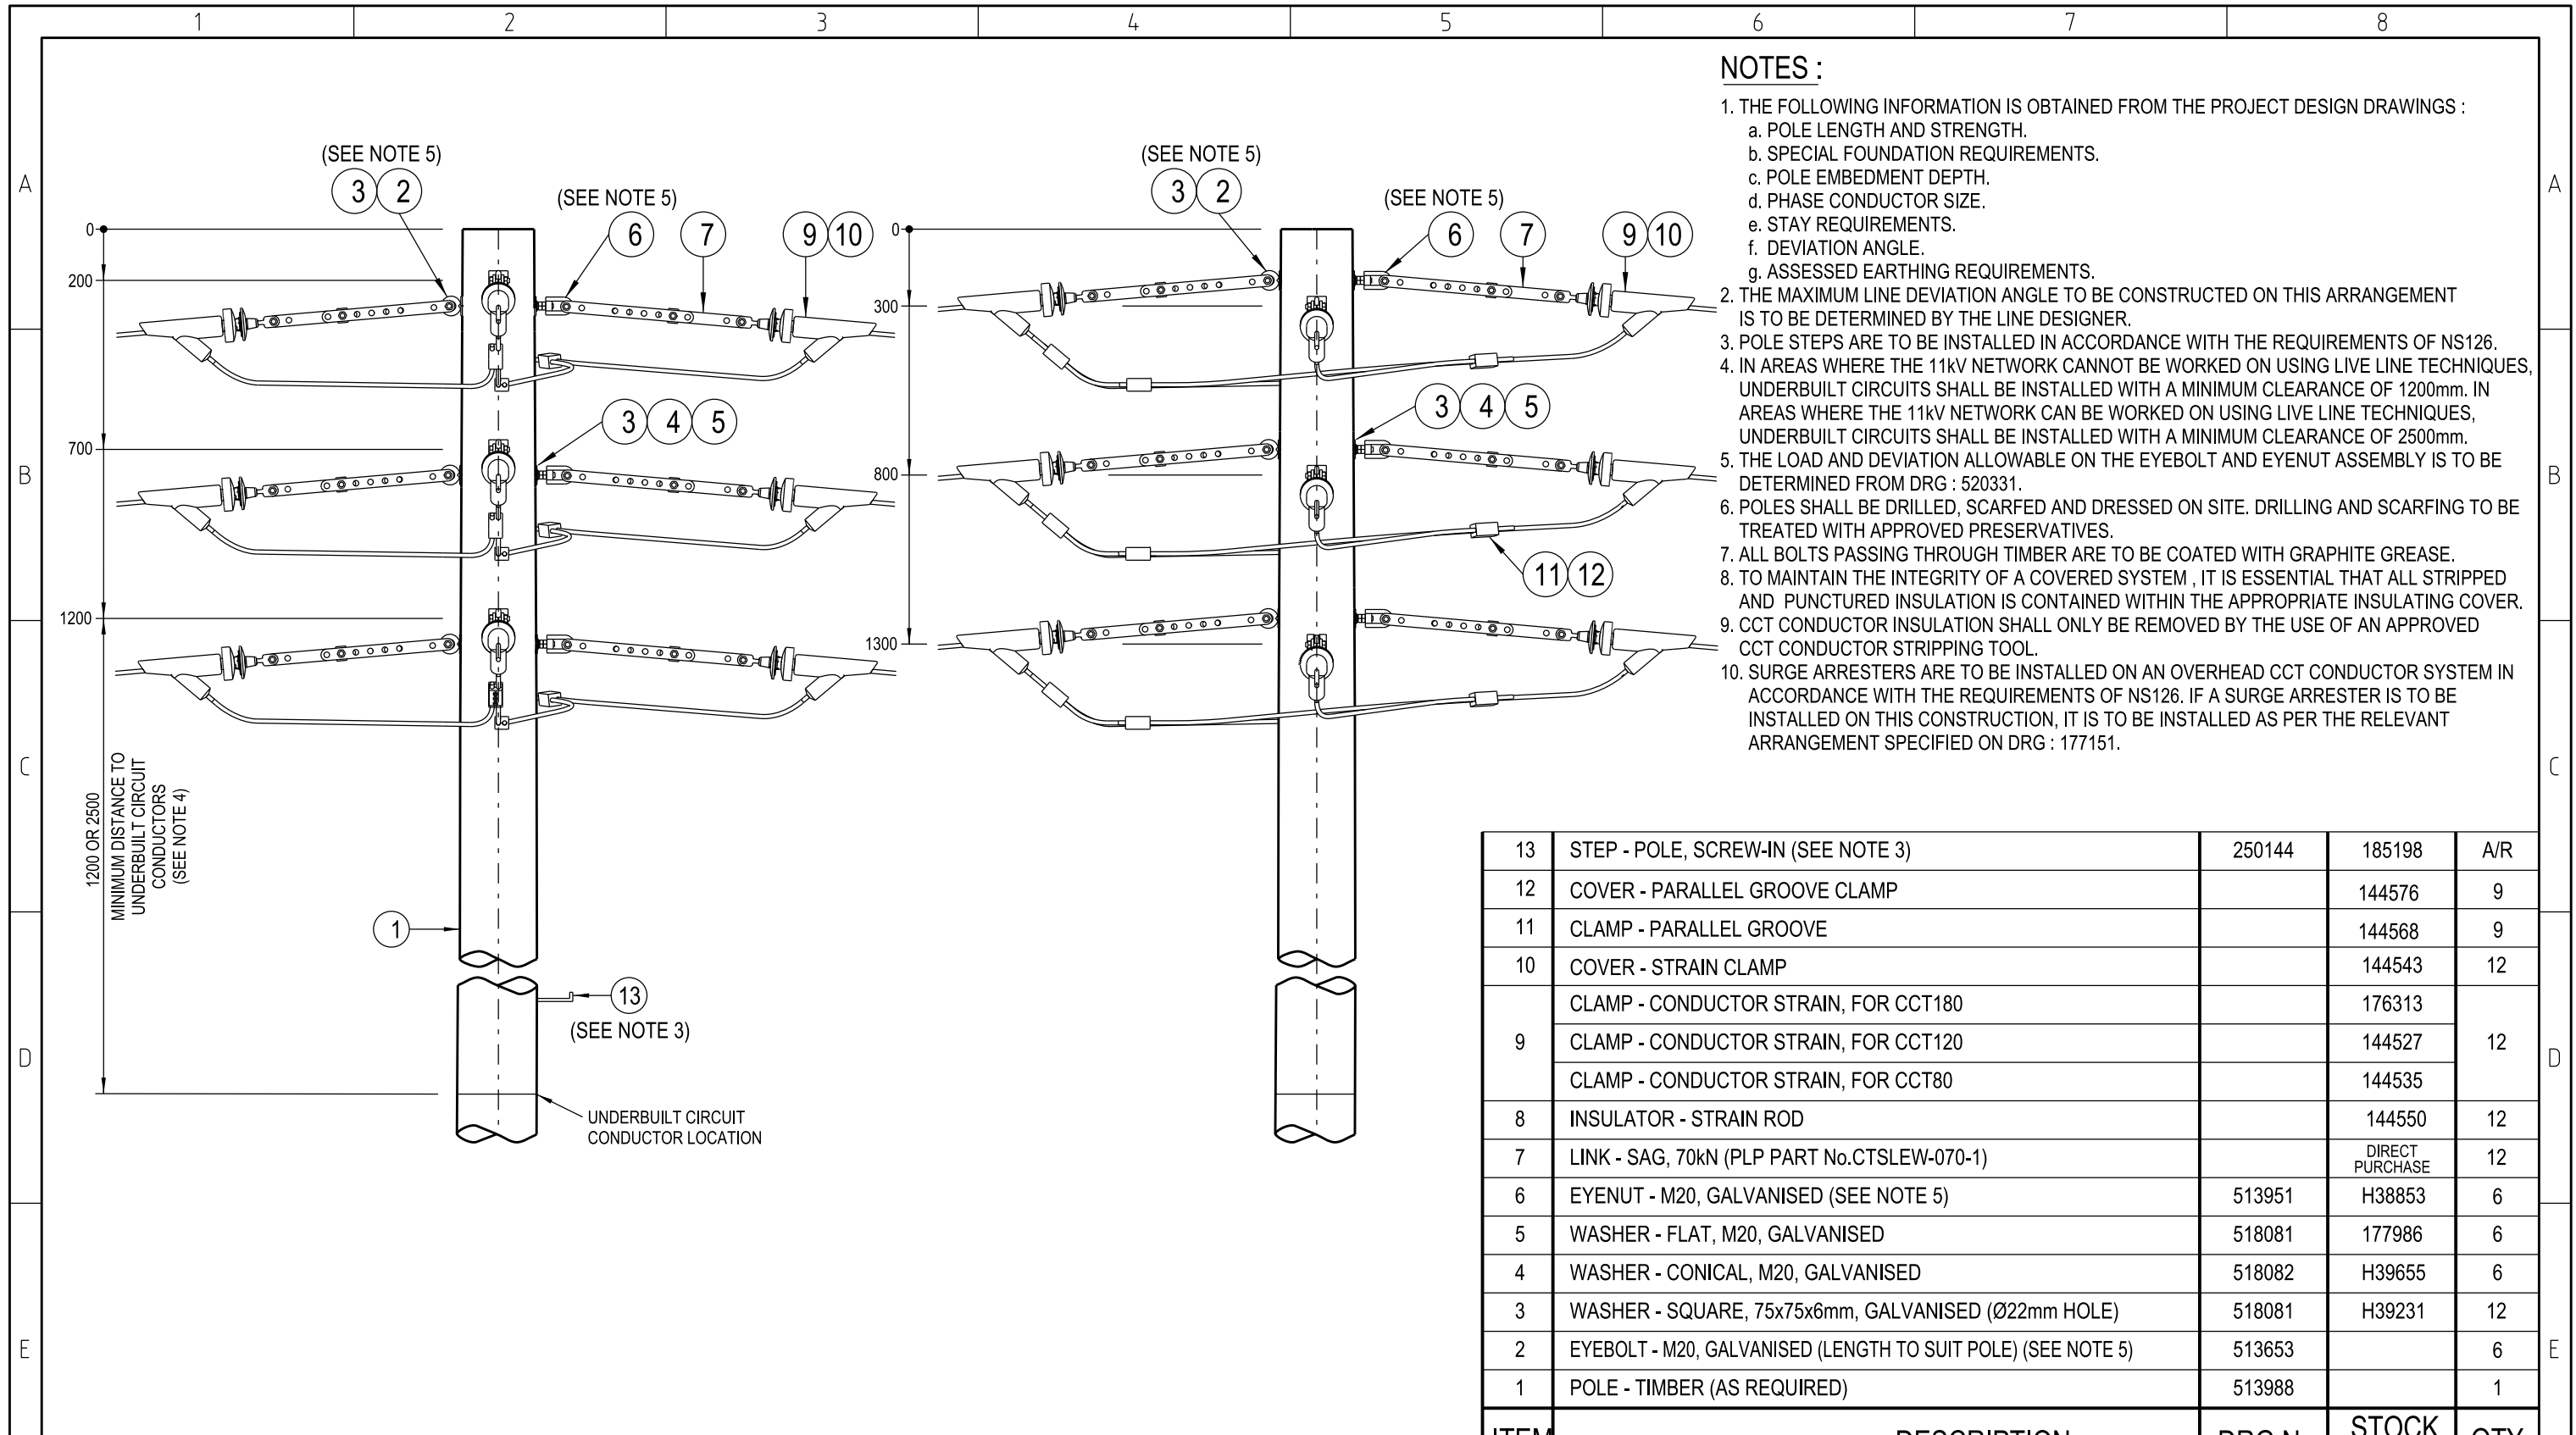 1 2 3 4 5 6 7 8
A A
B B
C C
D D
E E
(SEE NOTE 5)
3 2
(SEE NOTE 5)
6 7 9 10
0
200
700
1200
3 4 5
1200 OR 2500
MINIMUM DISTANCE TO
UNDERBUILT CIRCUIT
CONDUCTORS
(SEE NOTE 4)
1
13
(SEE NOTE 3)
UNDERBUILT CIRCUIT
CONDUCTOR LOCATION
(SEE NOTE 5)
3 2
(SEE NOTE 5)
6 7 9 10
0
300
800
1300
3 4 5
11 12
NOTES :
1. THE FOLLOWING INFORMATION IS OBTAINED FROM THE PROJECT DESIGN DRAWINGS :
a. POLE LENGTH AND STRENGTH.
b. SPECIAL FOUNDATION REQUIREMENTS.
c. POLE EMBEDMENT DEPTH.
d. PHASE CONDUCTOR SIZE.
e. STAY REQUIREMENTS.
f. DEVIATION ANGLE.
g. ASSESSED EARTHING REQUIREMENTS.
2. THE MAXIMUM LINE DEVIATION ANGLE TO BE CONSTRUCTED ON THIS ARRANGEMENT
IS TO BE DETERMINED BY THE LINE DESIGNER.
3. POLE STEPS ARE TO BE INSTALLED IN ACCORDANCE WITH THE REQUIREMENTS OF NS126.
4. IN AREAS WHERE THE 11kV NETWORK CANNOT BE WORKED ON USING LIVE LINE TECHNIQUES,
UNDERBUILT CIRCUITS SHALL BE INSTALLED WITH A MINIMUM CLEARANCE OF 1200mm. IN
AREAS WHERE THE 11kV NETWORK CAN BE WORKED ON USING LIVE LINE TECHNIQUES,
UNDERBUILT CIRCUITS SHALL BE INSTALLED WITH A MINIMUM CLEARANCE OF 2500mm.
5. THE LOAD AND DEVIATION ALLOWABLE ON THE EYEBOLT AND EYENUT ASSEMBLY IS TO BE
DETERMINED FROM DRG : 520331.
6. POLES SHALL BE DRILLED, SCARFED AND DRESSED ON SITE. DRILLING AND SCARFING TO BE
TREATED WITH APPROVED PRESERVATIVES.
7. ALL BOLTS PASSING THROUGH TIMBER ARE TO BE COATED WITH GRAPHITE GREASE.
8. TO MAINTAIN THE INTEGRITY OF A COVERED SYSTEM , IT IS ESSENTIAL THAT ALL STRIPPED
AND PUNCTURED INSULATION IS CONTAINED WITHIN THE APPROPRIATE INSULATING COVER.
9. CCT CONDUCTOR INSULATION SHALL ONLY BE REMOVED BY THE USE OF AN APPROVED
CCT CONDUCTOR STRIPPING TOOL.
10. SURGE ARRESTERS ARE TO BE INSTALLED ON AN OVERHEAD CCT CONDUCTOR SYSTEM IN
ACCORDANCE WITH THE REQUIREMENTS OF NS126. IF A SURGE ARRESTER IS TO BE
INSTALLED ON THIS CONSTRUCTION, IT IS TO BE INSTALLED AS PER THE RELEVANT
ARRANGEMENT SPECIFIED ON DRG : 177151.
13 STEP - POLE, SCREW-IN (SEE NOTE 3) 250144 185198 A/R
12 COVER - PARALLEL GROOVE CLAMP 144576 9
11 CLAMP - PARALLEL GROOVE 144568 9
10 COVER - STRAIN CLAMP 144543 12
CLAMP - CONDUCTOR STRAIN, FOR CCT180 176313
9 CLAMP - CONDUCTOR STRAIN, FOR CCT120 144527 12
CLAMP - CONDUCTOR STRAIN, FOR CCT80 144535
8 INSULATOR - STRAIN ROD 144550 12
7 LINK - SAG, 70kN (PLP PART No.CTSLEW-070-1) DIRECT PURCHASE 12
6 EYENUT - M20, GALVANISED (SEE NOTE 5) 513951 H38853 6
5 WASHER - FLAT, M20, GALVANISED 518081 177986 6
4 WASHER - CONICAL, M20, GALVANISED 518082 H39655 6
3 WASHER - SQUARE, 75x75x6mm, GALVANISED (Ø22mm HOLE) 518081 H39231 12
2 EYEBOLT - M20, GALVANISED (LENGTH TO SUIT POLE) (SEE NOTE 5) 513653 6
1 POLE - TIMBER (AS REQUIRED) 513988 1
ITEM DESCRIPTION DRG N STOCK QTY